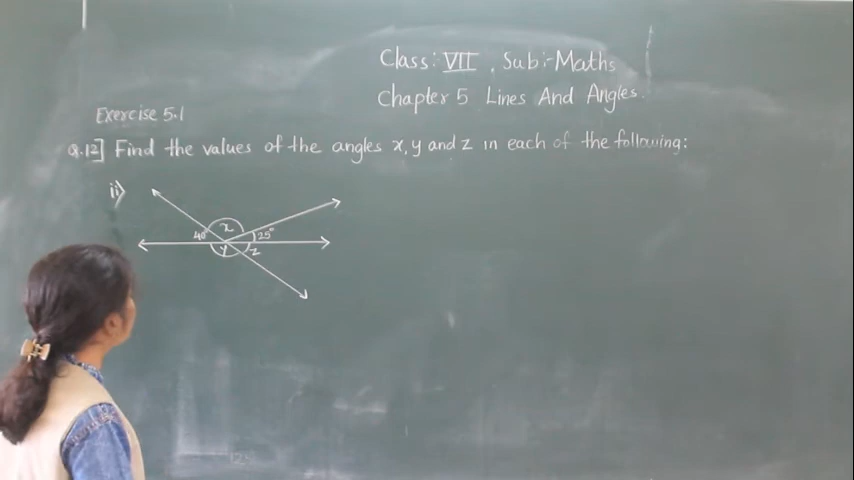 Class: VII , Sub:- Maths
Chapter 5 Lines And Angles.
Exercise 5.1
Q.12] Find the values of the angles x, y and z in each of the following:
ii)
x
40° 25°
y z